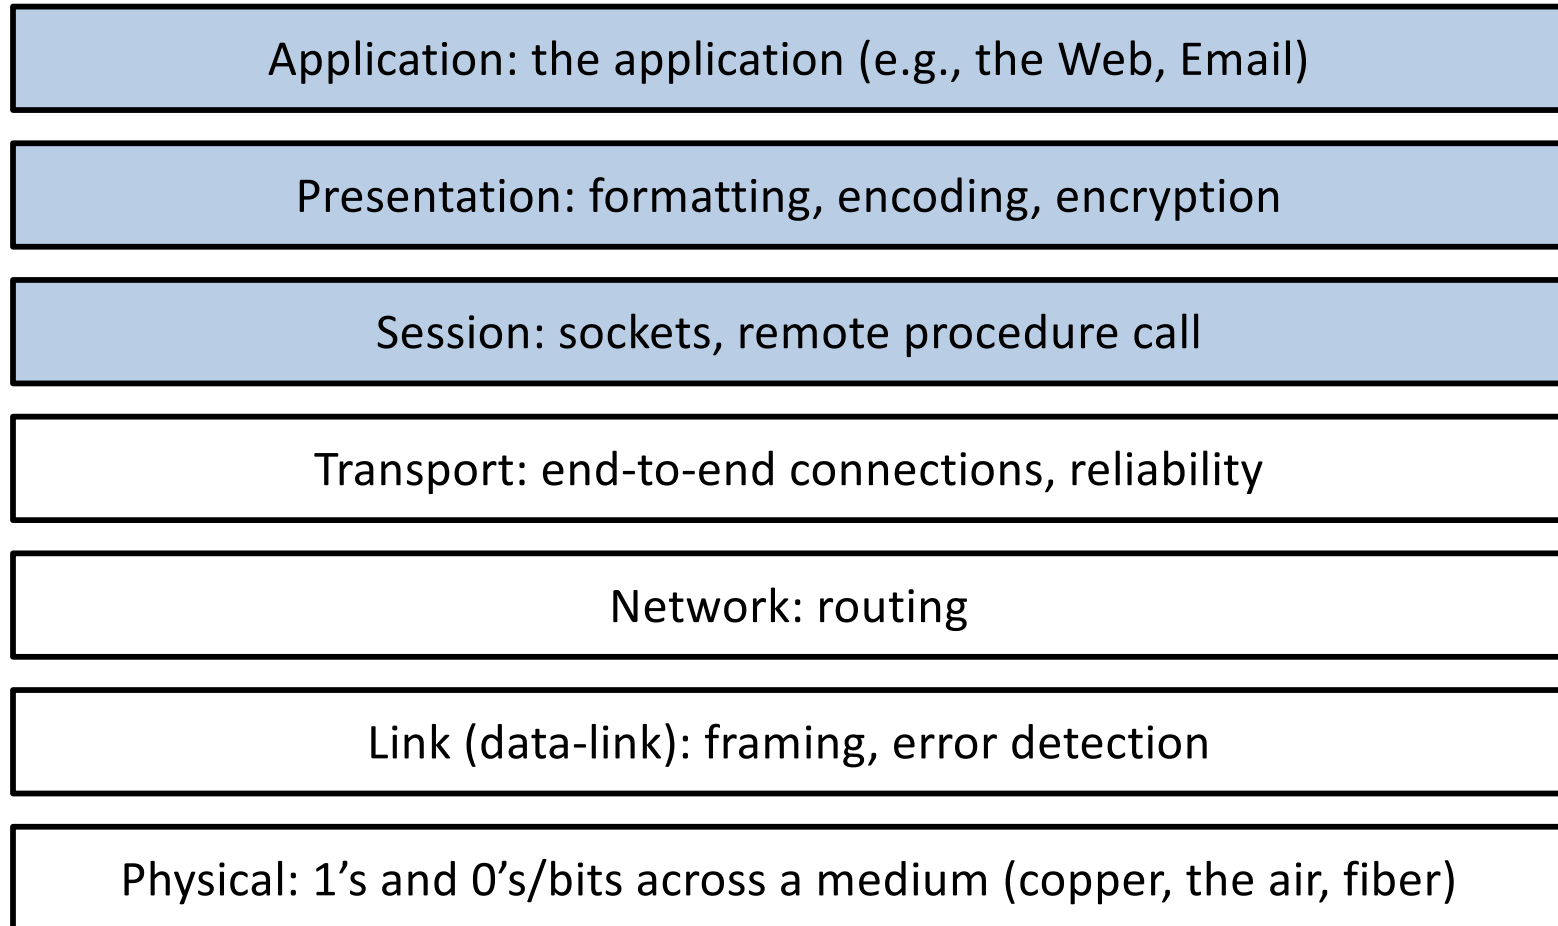 Application: the application (e.g., the Web, Email)
Presentation: formatting, encoding, encryption
Session: sockets, remote procedure call
Transport: end-to-end connections, reliability
Network: routing
Link (data-link): framing, error detection
Physical: 1’s and 0’s/bits across a medium (copper, the air, fiber)